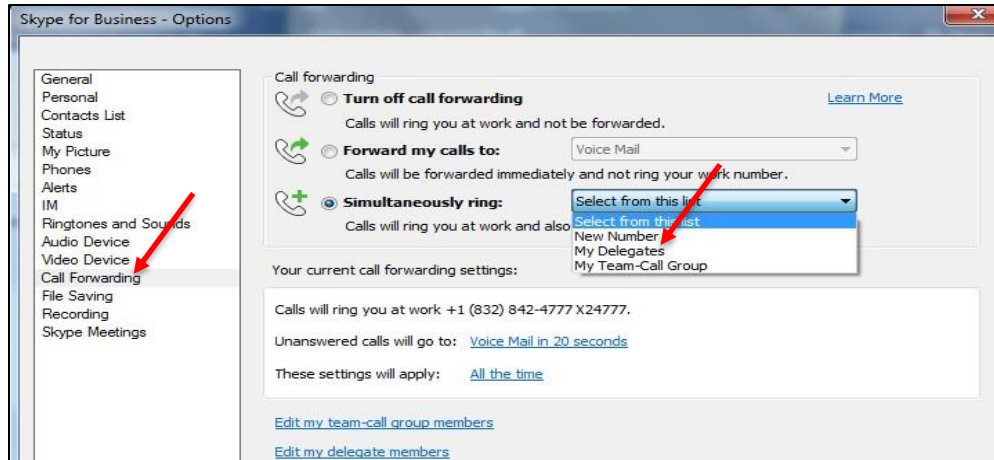 Skype for Business - Options
General
Personal
Contacts List
Status
My Picture
Phones
Alerts
IM
Ringtones and Sounds
Audio Device
Video Device
Call Forwarding
File Saving
Recording
Skype Meetings
Call forwarding
Turn off call forwarding
Learn More
Calls will ring you at work and not be forwarded.
Forward my calls to:
Voice Mail
Calls will be forwarded immediately and not ring your work number.
Simultaneously ring:
Select from this list
Calls will ring you at work and also
Select from this list
New Number
My Delegates
My Team-Call Group
Your current call forwarding settings:
Calls will ring you at work +1 (832) 842-4777 X24777.
Unanswered calls will go to: Voice Mail in 20 seconds
These settings will apply: All the time
Edit my team-call group members
Edit my delegate members